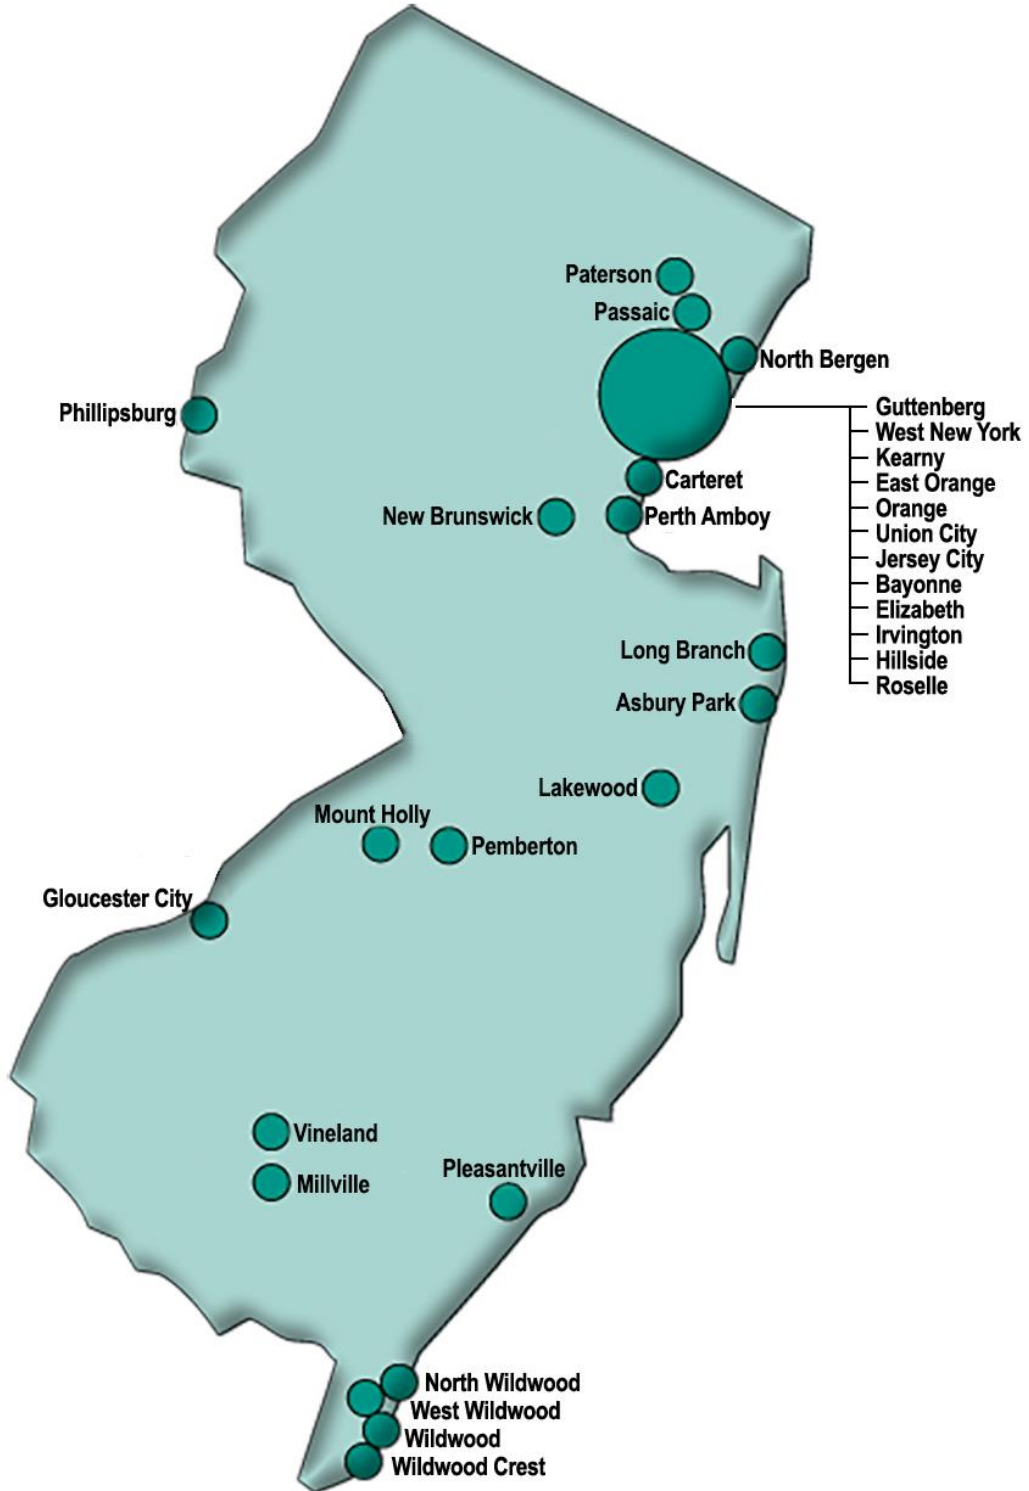 Paterson
Passaic
North Bergen
Phillipsburg
Guttenberg
West New York
Kearny
East Orange
Orange
Union City
Jersey City
Bayonne
Elizabeth
Irvington
Hillside
Roselle
Carteret
New Brunswick
Perth Amboy
Long Branch
Asbury Park
Lakewood
Mount Holly
Pemberton
Gloucester City
Vineland
Millville
Pleasantville
North Wildwood
West Wildwood
Wildwood
Wildwood Crest